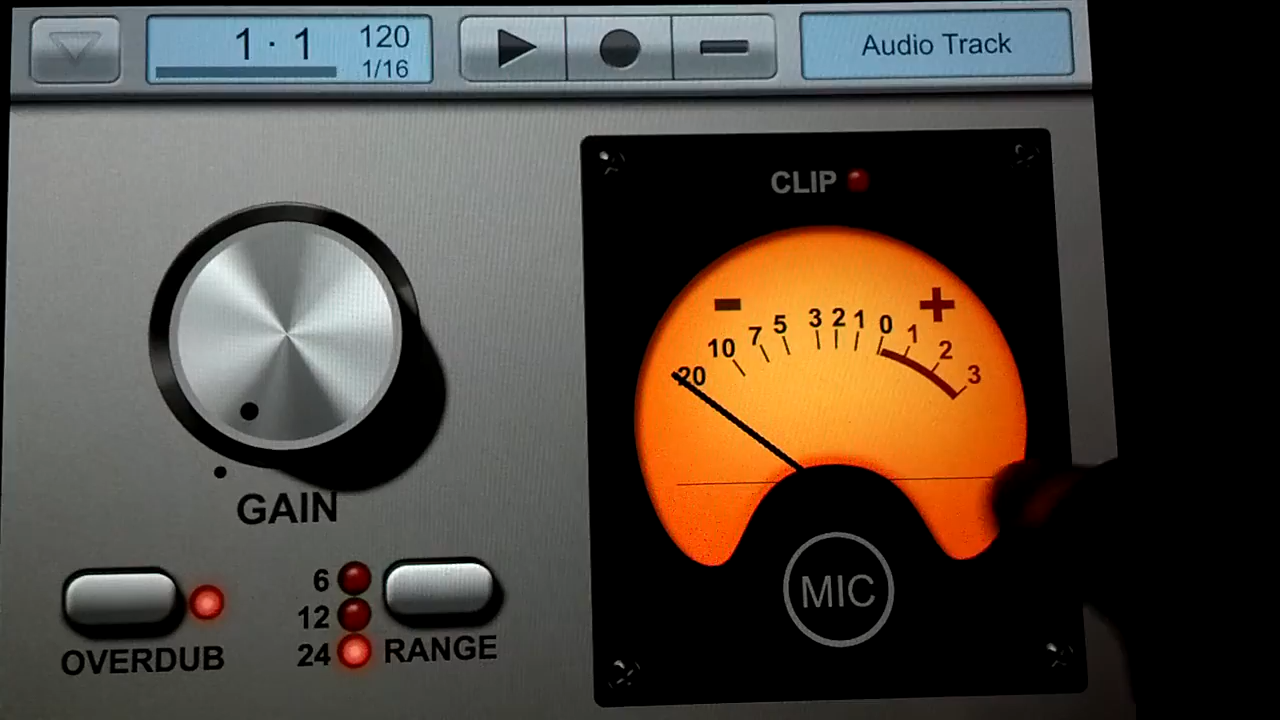 1 · 1
120
1/16
Audio Track
CLIP
20 10 7 5 3 2 1 0 1 2 3
GAIN
6
12
24
OVERDUB
RANGE
MIC